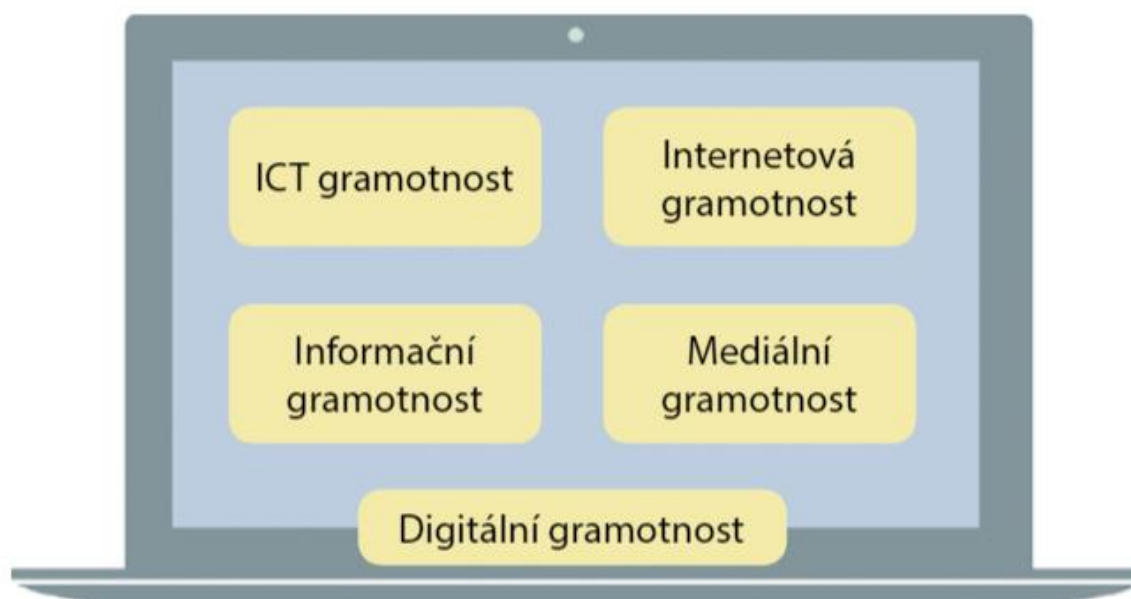 ICT gramotnost
Internetová
gramotnost
Informační
gramotnost
Mediální
gramotnost
Digitální gramotnost